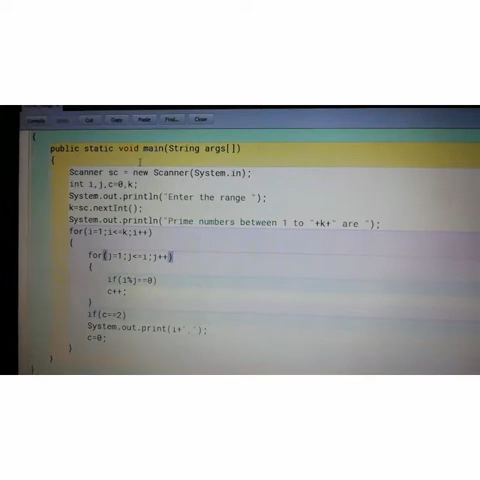 Compile Undo Cut Copy Paste Find... Close
{
public static void main(String args[])
{
Scanner sc = new Scanner(System.in);
int i,j,c=0,k;
System.out.println("Enter the range ");
k=sc.nextInt();
System.out.println("Prime numbers between 1 to "+k+" are ");
for(i=1;i<=k;i++)
{
for(j=1;j<=i;j++)
{
if(i%j==0)
c++;
}
if(c==2)
System.out.print(i+",");
c=0;
}
}